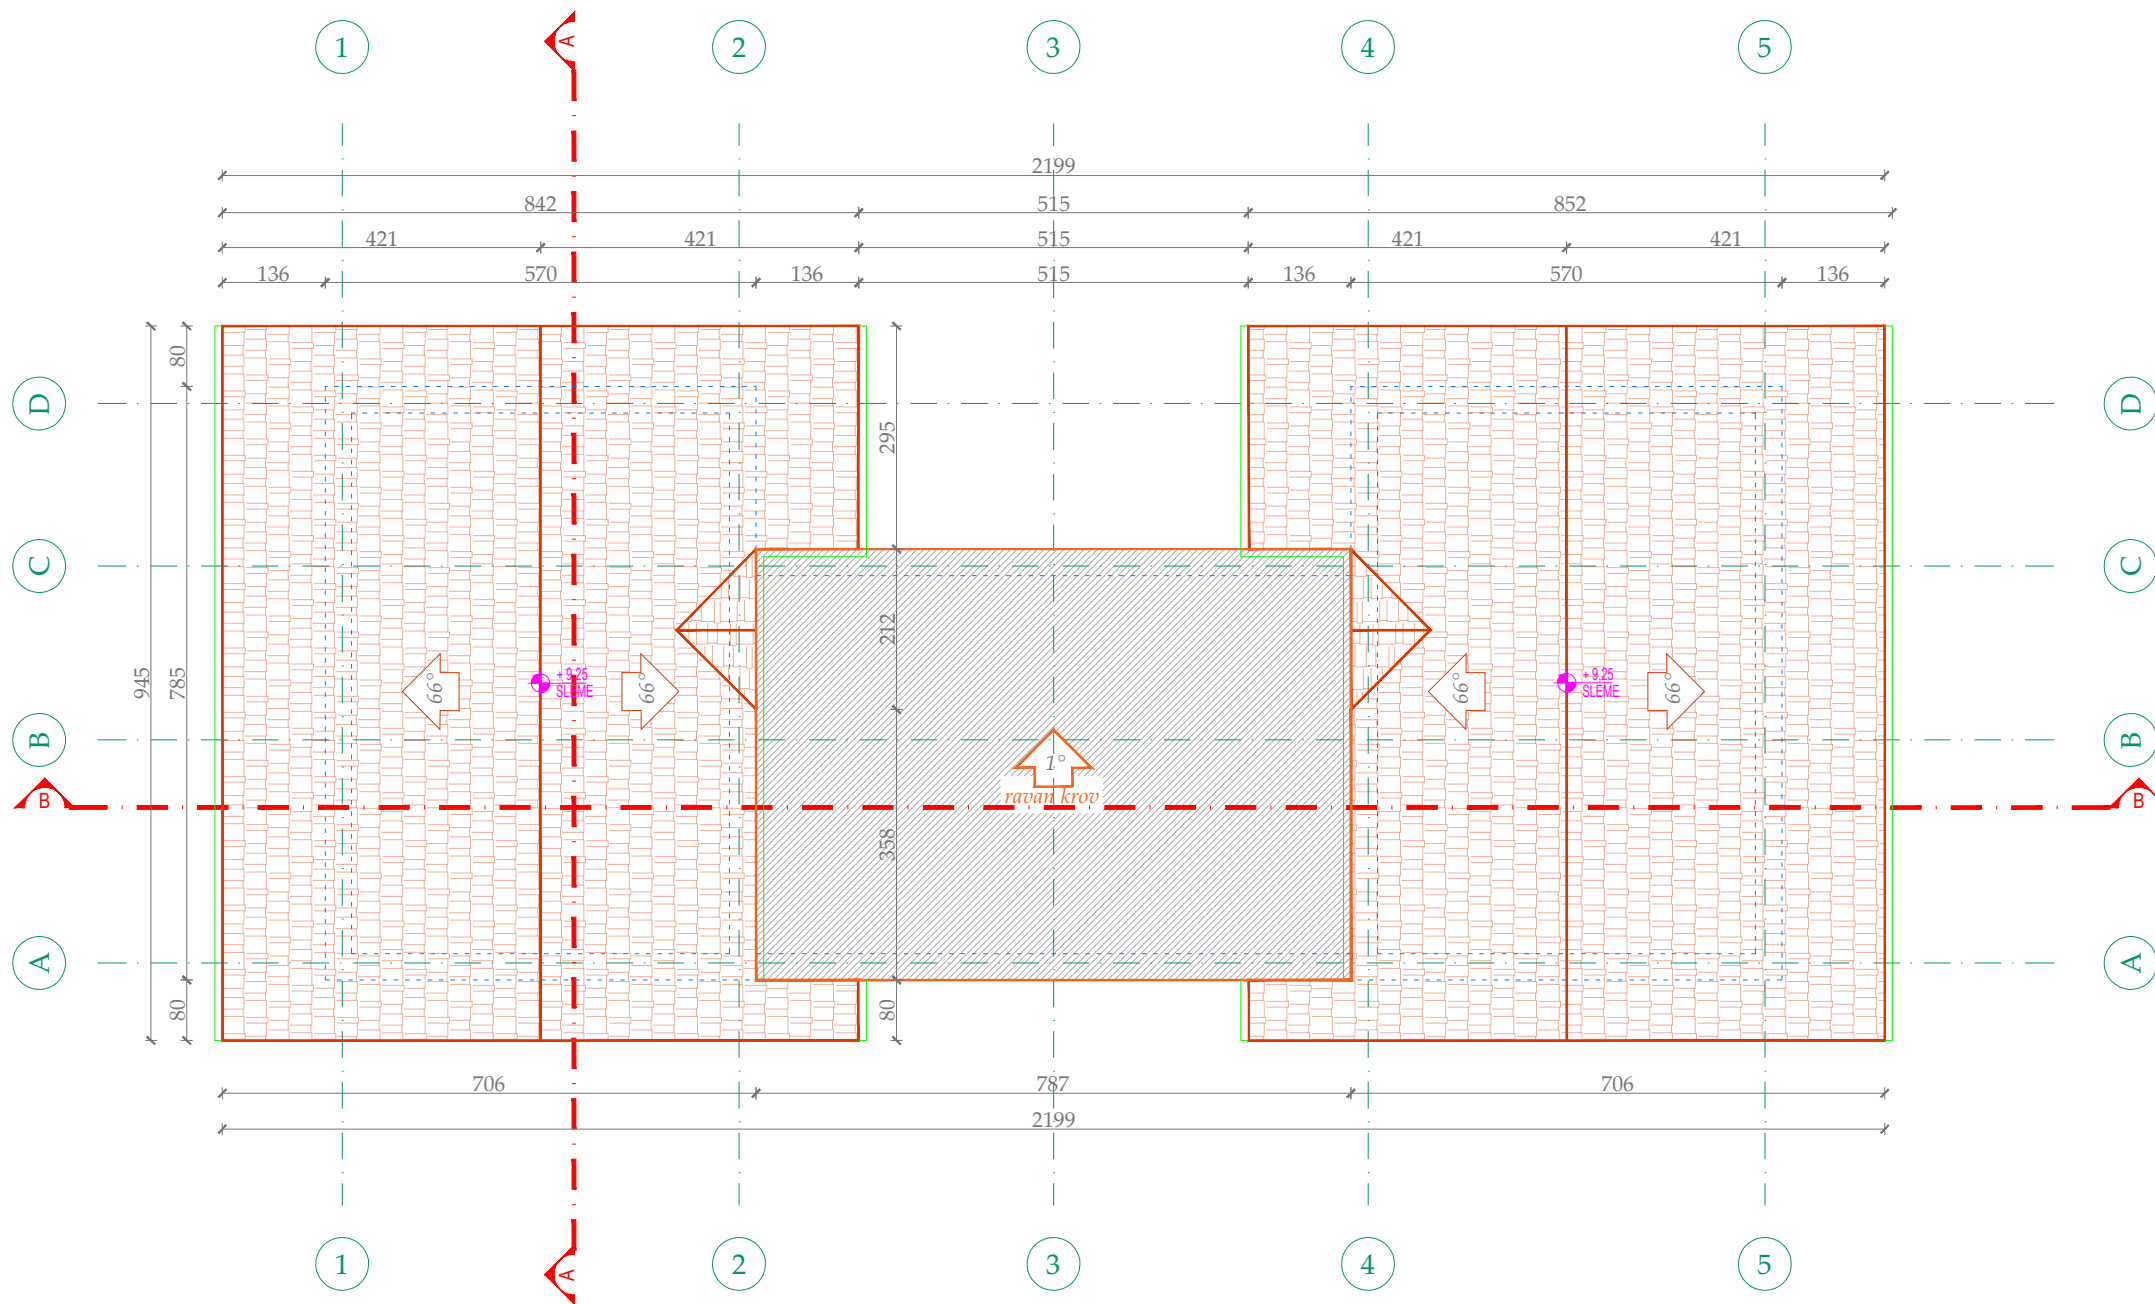 1 2 3 4 5
A
2199
842 515 852
421 421 515 421 421
136 570 136 515 136 570 136
80
295
D D
C C
212
945
785
+ 9,25
SLEME
+ 9,25
SLEME
66° 66° 66° 66°
B B
1°
ravan krov
B B
358
A A
80
80
706 787 706
2199
A
1 2 3 4 5